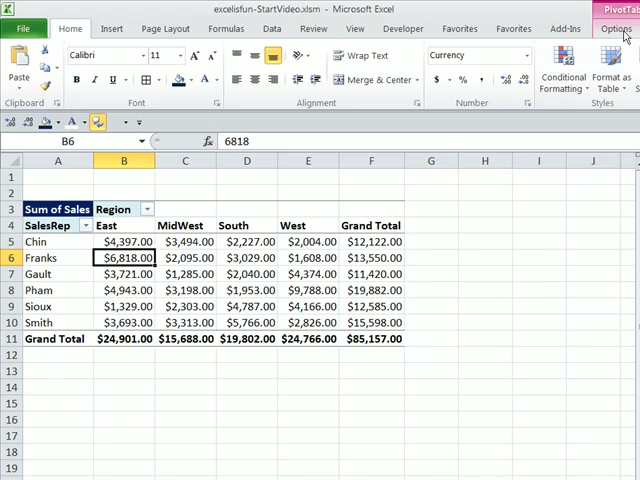 excelisfun-StartVideo.xlsm - Microsoft Excel
PivotTab
File Home Insert Page Layout Formulas Data Review View Developer Favorites Favorites Add-Ins Options
Calibri 11 A A Wrap Text Currency
Paste B I U A Merge & Center $ % , Conditional Formatting Format as Table
Clipboard Font Alignment Number Styles
B6 fx 6818
A B C D E F G H I J
1
2
3 Sum of Sales Region
4 SalesRep East MidWest South West Grand Total
5 Chin $4,397.00 $3,494.00 $2,227.00 $2,004.00 $12,122.00
6 Franks $6,818.00 $2,095.00 $3,029.00 $1,608.00 $13,550.00
7 Gault $3,721.00 $1,285.00 $2,040.00 $4,374.00 $11,420.00
8 Pham $4,943.00 $3,198.00 $1,953.00 $9,788.00 $19,882.00
9 Sioux $1,329.00 $2,303.00 $4,787.00 $4,166.00 $12,585.00
10 Smith $3,693.00 $3,313.00 $5,766.00 $2,826.00 $15,598.00
11 Grand Total $24,901.00 $15,688.00 $19,802.00 $24,766.00 $85,157.00
12
13
14
15
16
17
18
19